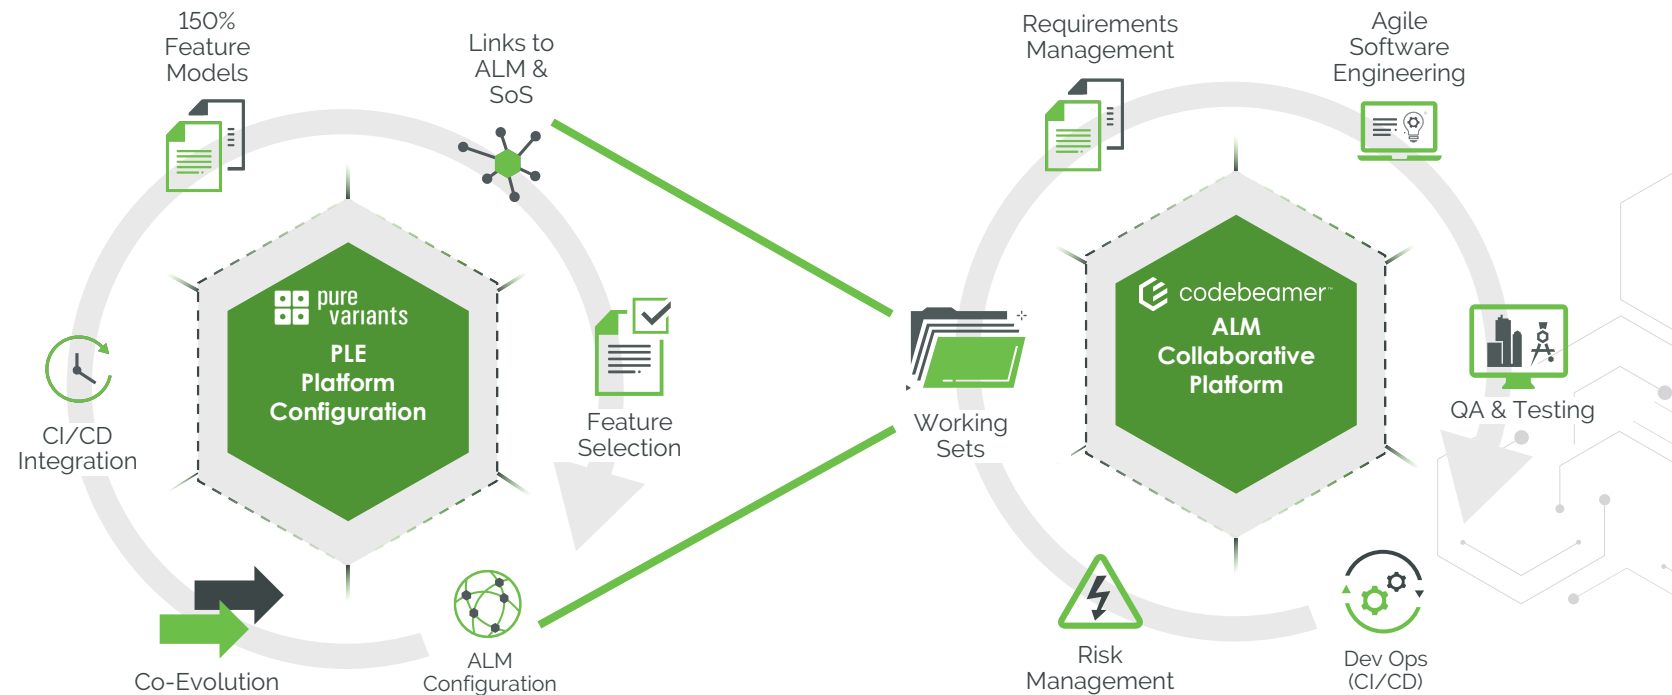 150%
Feature
Models
Links to
ALM &
SoS
pure
variants
PLE
Platform
Configuration
Feature
Selection
ALM
Configuration
Co-Evolution
CI/CD
Integration
Requirements
Management
Agile
Software
Engineering
codebeamer™
ALM
Collaborative
Platform
QA & Testing
Dev Ops
(CI/CD)
Risk
Management
Working
Sets